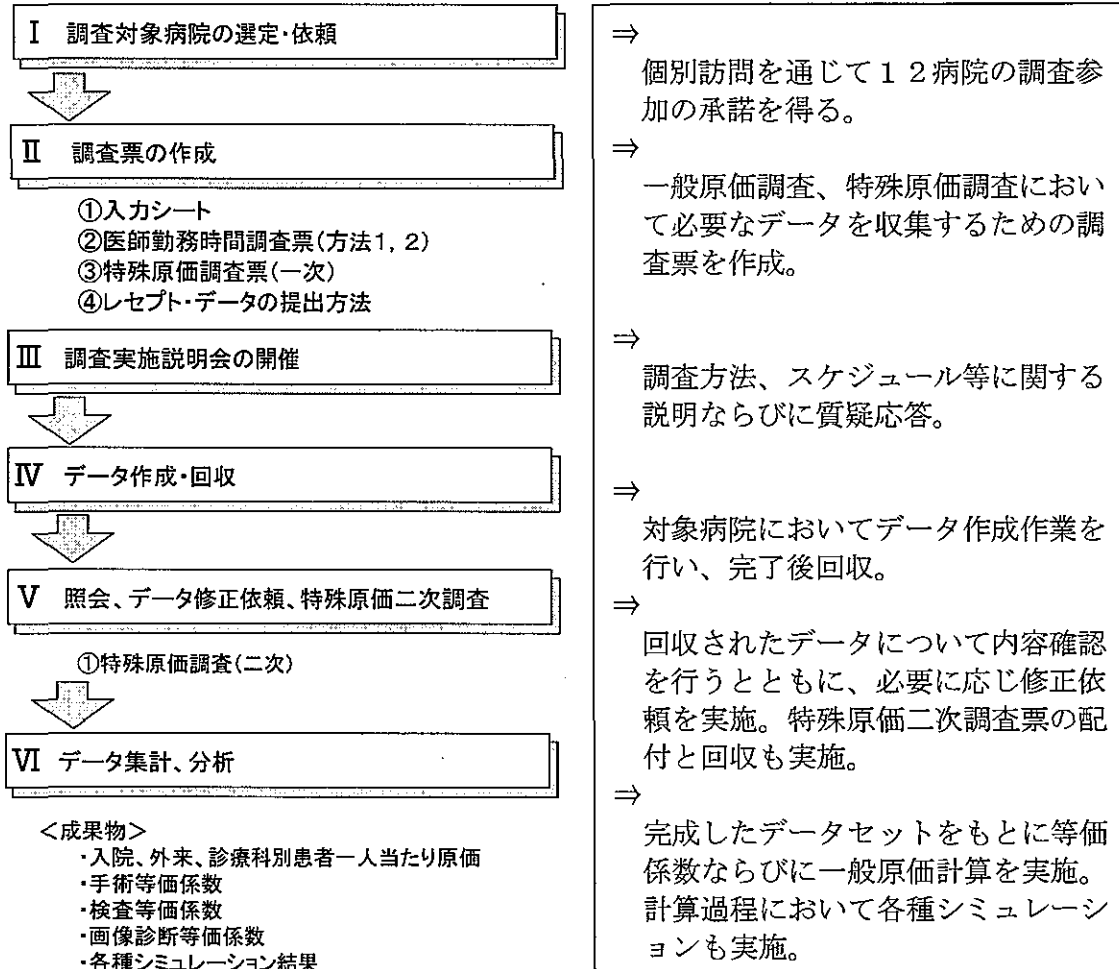 Ⅰ 調査対象病院の選定・依頼
Ⅱ 調査票の作成
①入力シート
②医師勤務時間調査票(方法1, 2)
③特殊原価調査票(一次)
④レセプト・データの提出方法
Ⅲ 調査実施説明会の開催
Ⅳ データ作成・回収
Ⅴ 照会、データ修正依頼、特殊原価二次調査
①特殊原価調査(二次)
Ⅵ データ集計、分析
<成果物>
・入院、外来、診療科別患者一人当たり原価
・手術等価係数
・検査等価係数
・画像診断等価係数
・各種シミュレーション結果
⇒
個別訪問を通じて12病院の調査参
加の承諾を得る。
⇒
一般原価調査、特殊原価調査におい
て必要なデータを収集するための調
査票を作成。
⇒
調査方法、スケジュール等に関する
説明ならびに質疑応答。
⇒
対象病院においてデータ作成作業を
行い、完了後回収。
⇒
回収されたデータについて内容確認
を行うとともに、必要に応じ修正依
頼を実施。特殊原価二次調査票の配
付と回収も実施。
⇒
完成したデータセットをもとに等価
係数ならびに一般原価計算を実施。
計算過程において各種シミュレーシ
ョンも実施。